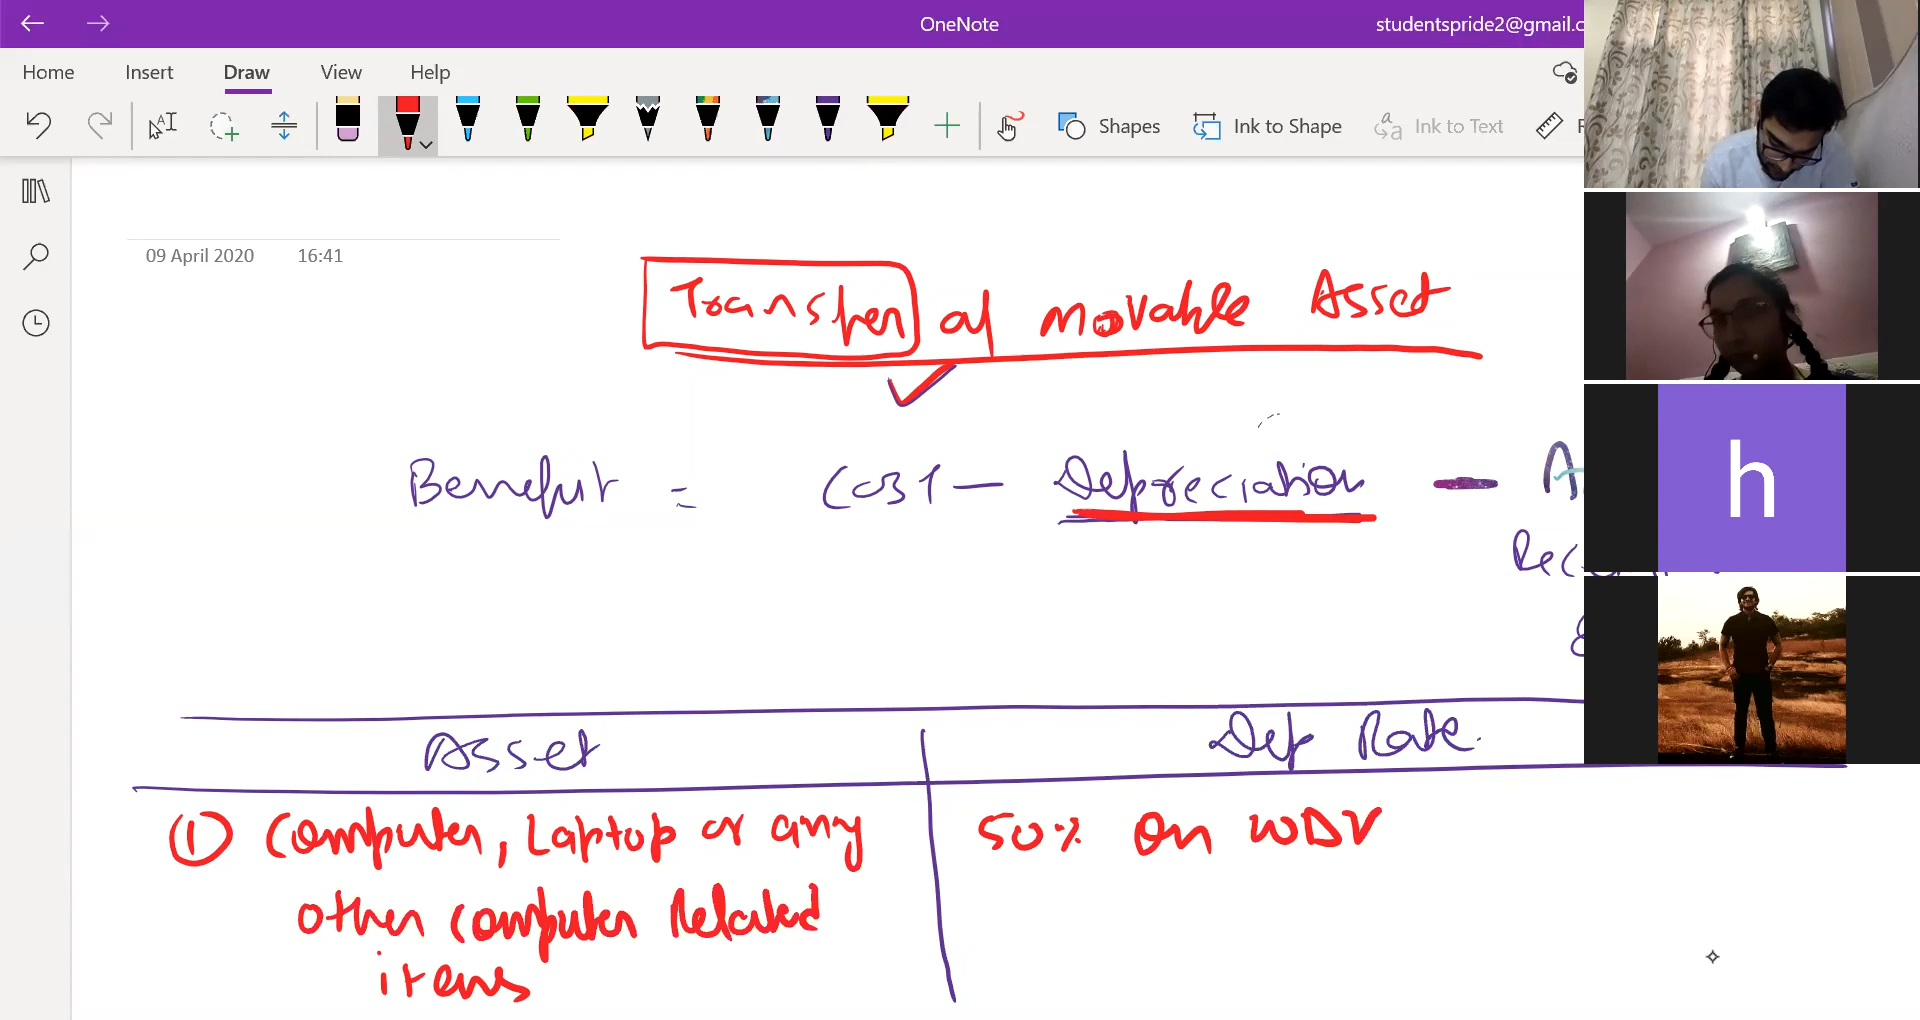 OneNote
studentspride2@gmail.c
Home Insert Draw View Help
Shapes Ink to Shape Ink to Text
09 April 2020 16:41
Transfer of movable Asset
Benefit = Cost - Depreciation - A
Rec
h
Asset Dep Rate.
① Computer, Laptop or any 50% on WDV
other computer Related
items